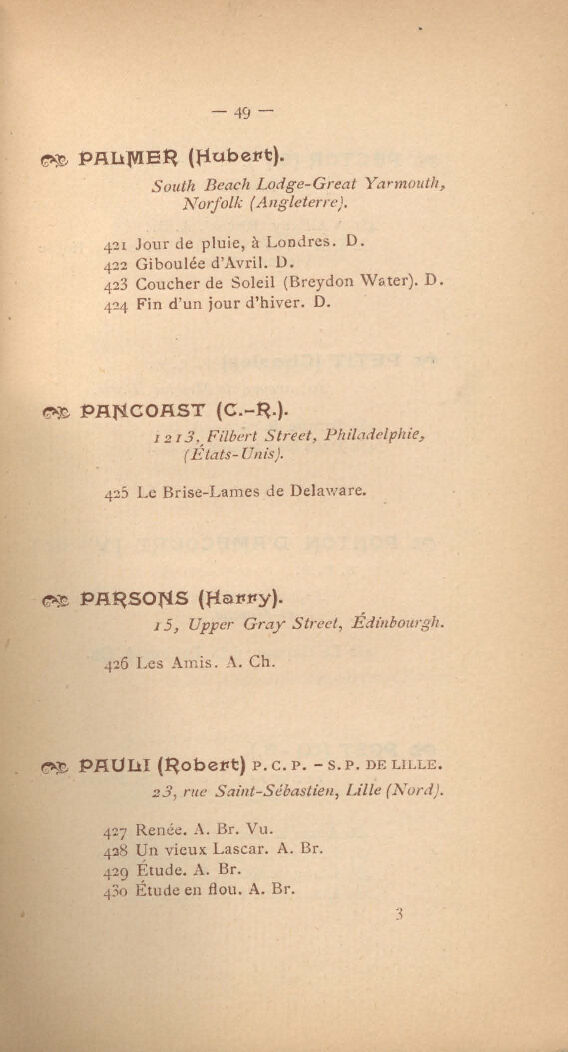 — 49 —
PALMER (Hubert).
South Beach Lodge-Great Yarmouth,
Norfolk (Angleterre).
421 Jour de pluie, à Londres. D.
422 Giboulée d'Avril. D.
423 Coucher de Soleil (Breydon Water). D.
424 Fin d'un jour d'hiver. D.
PANCOAST (C.-R.).
1213, Filbert Street, Philadelphie,
(États-Unis).
425 Le Brise-Lames de Delaware.
PARSONS (Harry).
15, Upper Gray Street, Édinbourgh.
426 Les Amis. A. Ch.
PAULI (Robert) P. C. P. – S. P. DE LILLE.
23, rue Saint-Sébastien, Lille (Nord).
427 Renée. A. Br. Vu.
428 Un vieux Lascar. A. Br.
429 Étude. A. Br.
430 Étude en flou. A. Br.
3